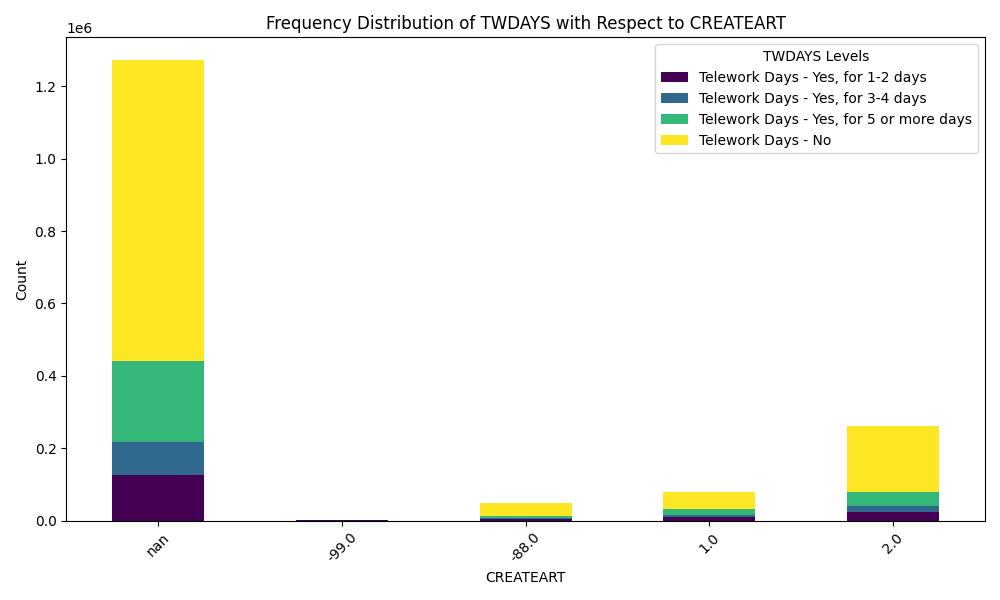 Frequency Distribution of TWDAYS with Respect to CREATEART
1e6
TWDAYS Levels
Telework Days - Yes, for 1-2 days
Telework Days - Yes, for 3-4 days
Telework Days - Yes, for 5 or more days
Telework Days - No
Count
1.2
1.0
0.8
0.6
0.4
0.2
0.0
nan
-99.0
-88.0
1.0
2.0
CREATEART